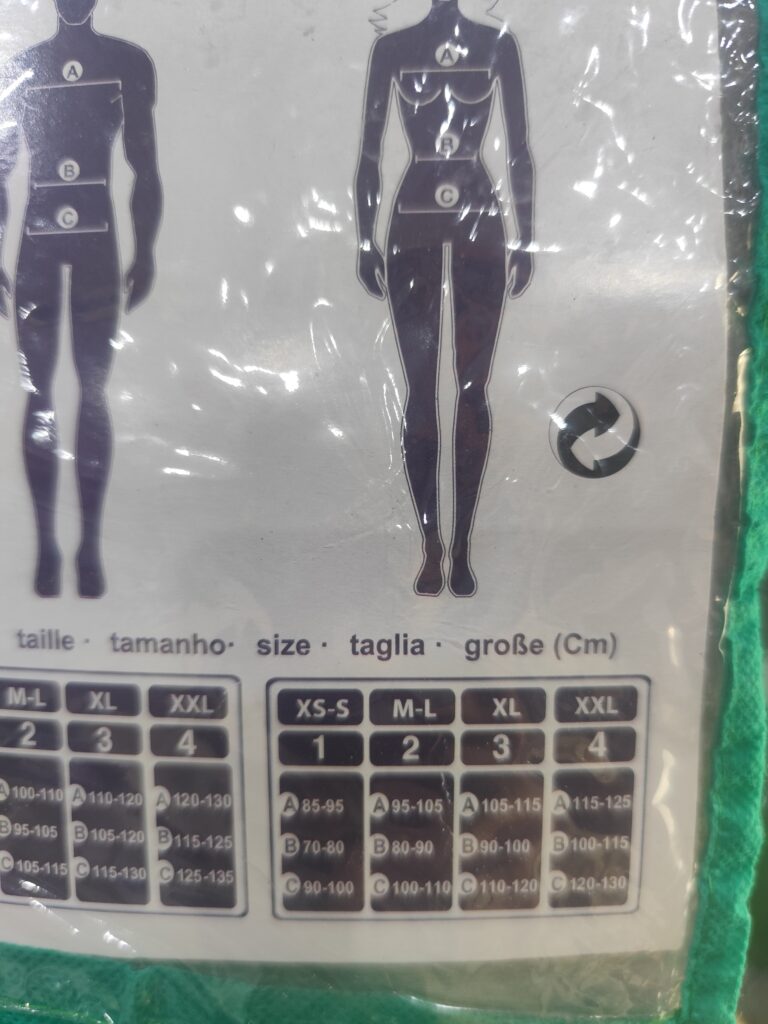 A
B
C
A
B
C
taille · tamanho· size · taglia · große (Cm)
M-L XL XXL
2 3 4
A 100-110 A 110-120 A 120-130
B 95-105 B 105-120 B 115-125
C 105-115 C 115-130 C 125-135
XS-S M-L XL XXL
1 2 3 4
A 85-95 A 95-105 A 105-115 A 115-125
B 70-80 B 80-90 B 90-100 B 100-115
C 90-100 C 100-110 C 110-120 C 120-130